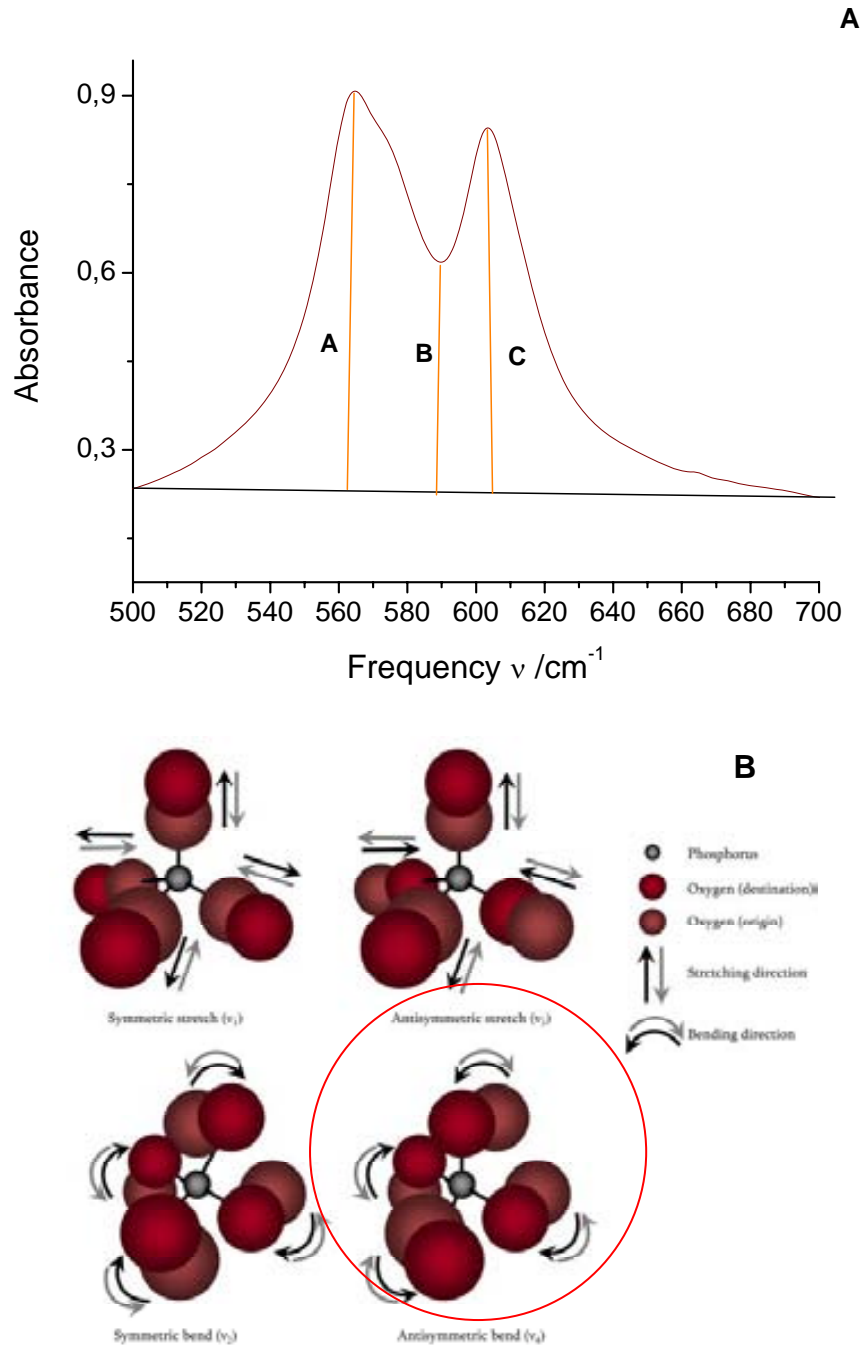 A
0,9
0,6
0,3
Absorbance
A
B
C
500 520 540 560 580 600 620 640 660 680 700
Frequency ν /cm⁻¹
B
Phosphorus
Oxygen (destination)
Oxygen (origin)
Stretching direction
Bending direction
Symmetric stretch (ν₁)
Antisymmetric stretch (ν₃)
Symmetric bend (ν₂)
Antisymmetric bend (ν₄)